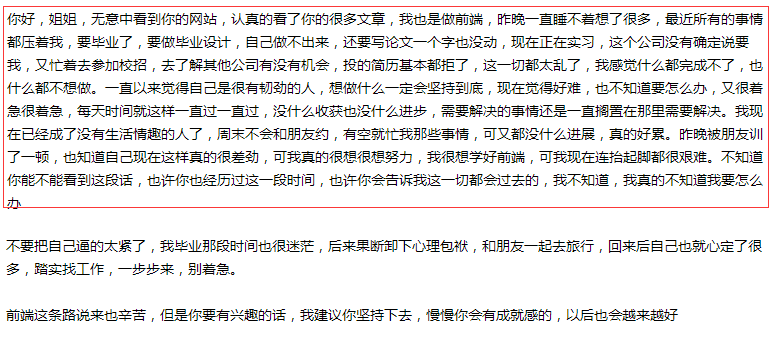 你好，姐姐，无意中看到你的网站，认真的看了你的很多文章，我也是做前端，昨晚一直睡不着想了很多，最近所有的事情
都压着我，要毕业了，要做毕业设计，自己做不出来，还要写论文一个字也没动，现在正在实习，这个公司没有确定说要
我，又忙着去参加校招，去了解其他公司有没有机会，投的简历基本都拒了，这一切都太乱了，我感觉什么都完成不了，也
什么都不想做。一直以来觉得自己是很有韧劲的人，想做什么一定会坚持到底，现在觉得好难，也不知道要怎么办，又很着
急很着急，每天时间就这样一直过一直过，没什么收获也没什么进步，需要解决的事情还是一直搁置在那里需要解决。我现
在已经成了没有生活情趣的人了，周末不会和朋友约，有空就忙我那些事情，可又都没什么进展，真的好累。昨晚被朋友训
了一顿，也知道自己现在这样真的很差劲，可我真的很想很想努力，我很想学好前端，可我现在连抬起脚都很艰难。不知道
你能不能看到这段话，也许你也经历过这一段时间，也许你会告诉我这一切都会过去的，我不知道，我真的不知道我要怎么
办
不要把自己逼的太紧了，我毕业那段时间也很迷茫，后来果断卸下心理包袱，和朋友一起去旅行，回来后自己也就心定了很
多，踏实找工作，一步步来，别着急。
前端这条路说来也辛苦，但是你要有兴趣的话，我建议你坚持下去，慢慢你会有成就感的，以后也会越来越好